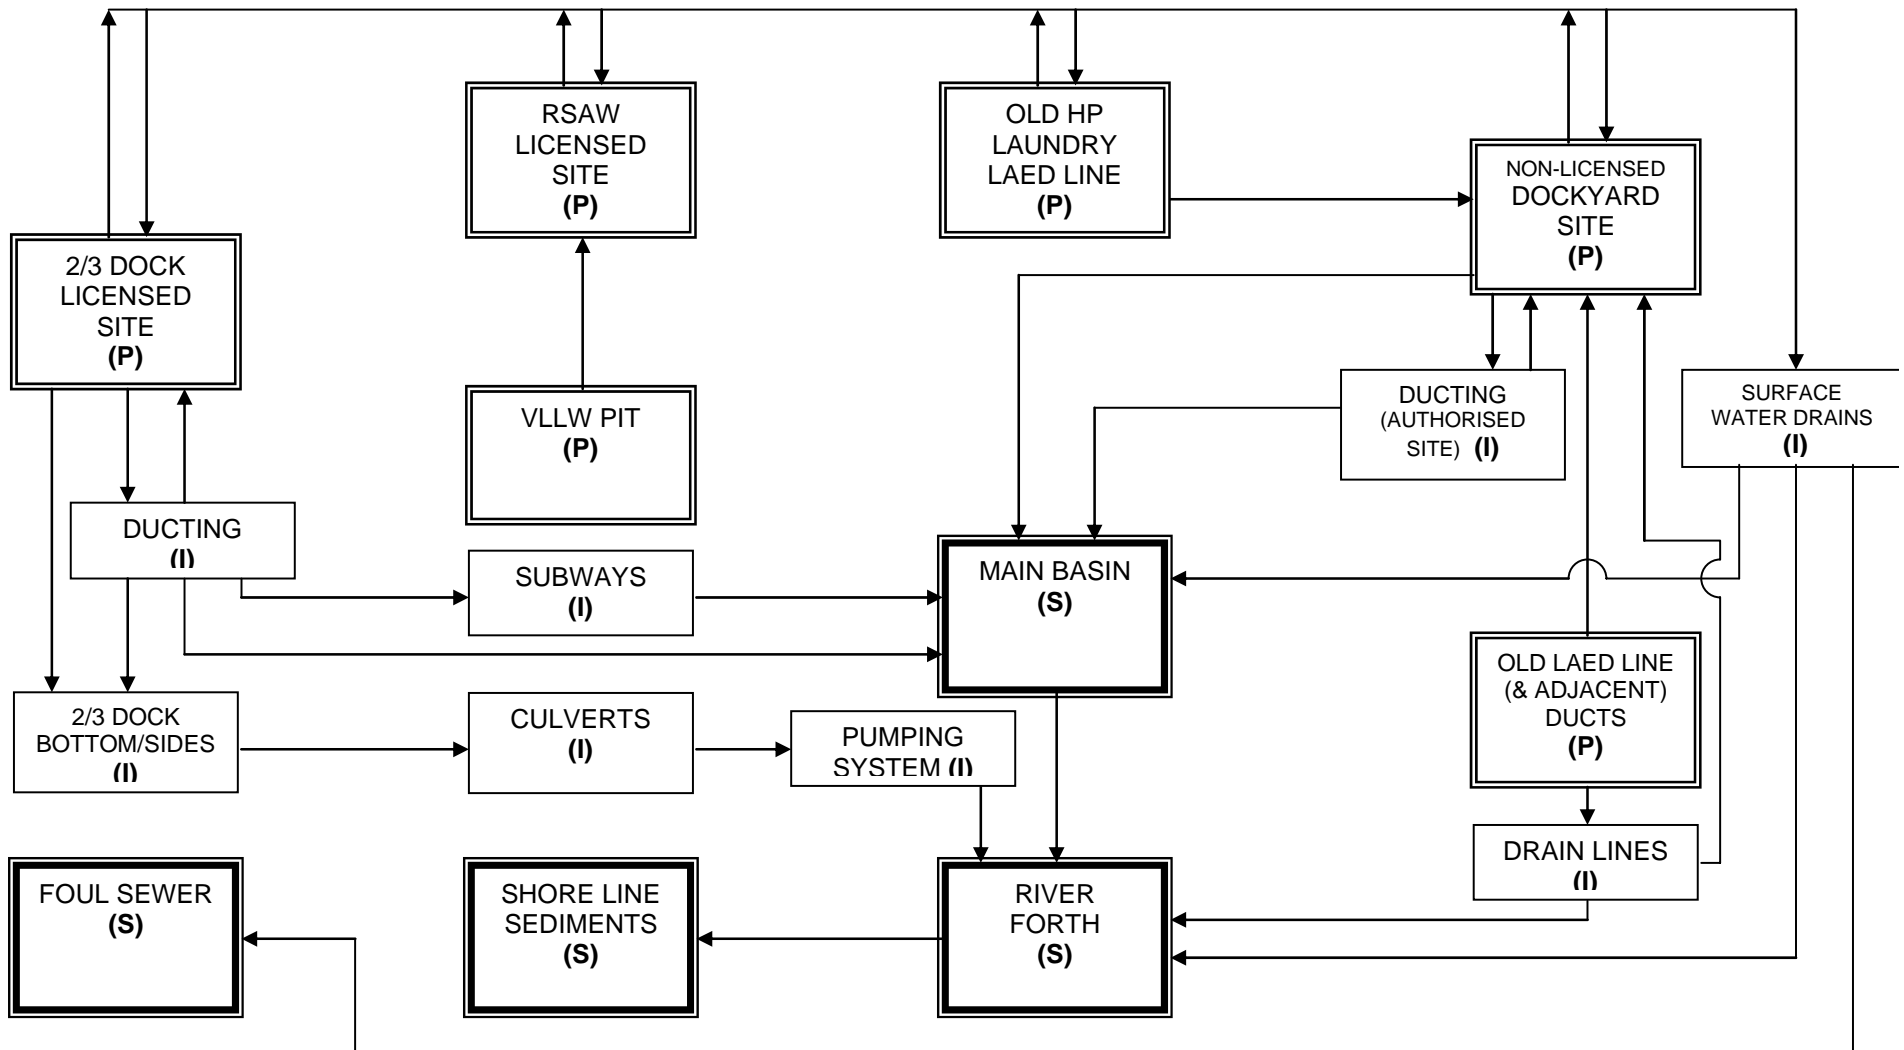 RSAW
LICENSED
SITE
(P)
OLD HP
LAUNDRY
LAED LINE
(P)
NON-LICENSED
DOCKYARD
SITE
(P)
2/3 DOCK
LICENSED
SITE
(P)
VLLW PIT
(P)
DUCTING
(AUTHORISED
SITE) (I)
SURFACE
WATER DRAINS
(I)
DUCTING
(I)
SUBWAYS
(I)
MAIN BASIN
(S)
OLD LAED LINE
(& ADJACENT)
DUCTS
(P)
2/3 DOCK
BOTTOM/SIDES
(I)
CULVERTS
(I)
PUMPING
SYSTEM (I)
DRAIN LINES
(I)
FOUL SEWER
(S)
SHORE LINE
SEDIMENTS
(S)
RIVER
FORTH
(S)